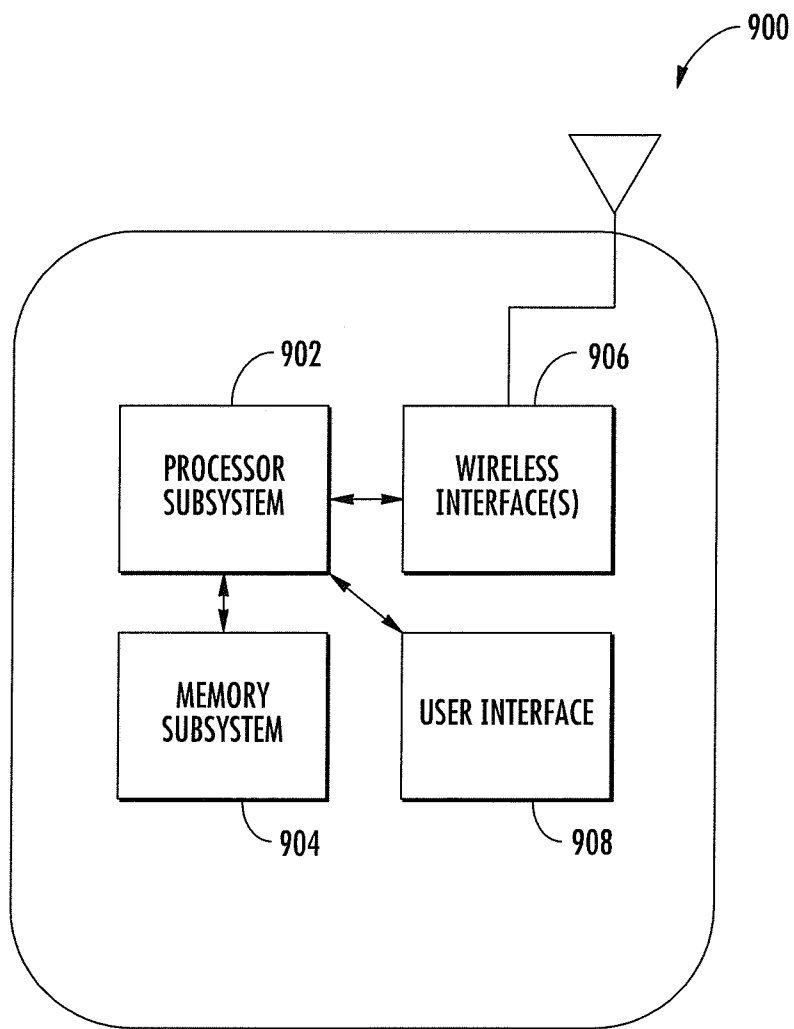 900
902
906
PROCESSOR
SUBSYSTEM
WIRELESS
INTERFACE(S)
MEMORY
SUBSYSTEM
USER INTERFACE
904
908